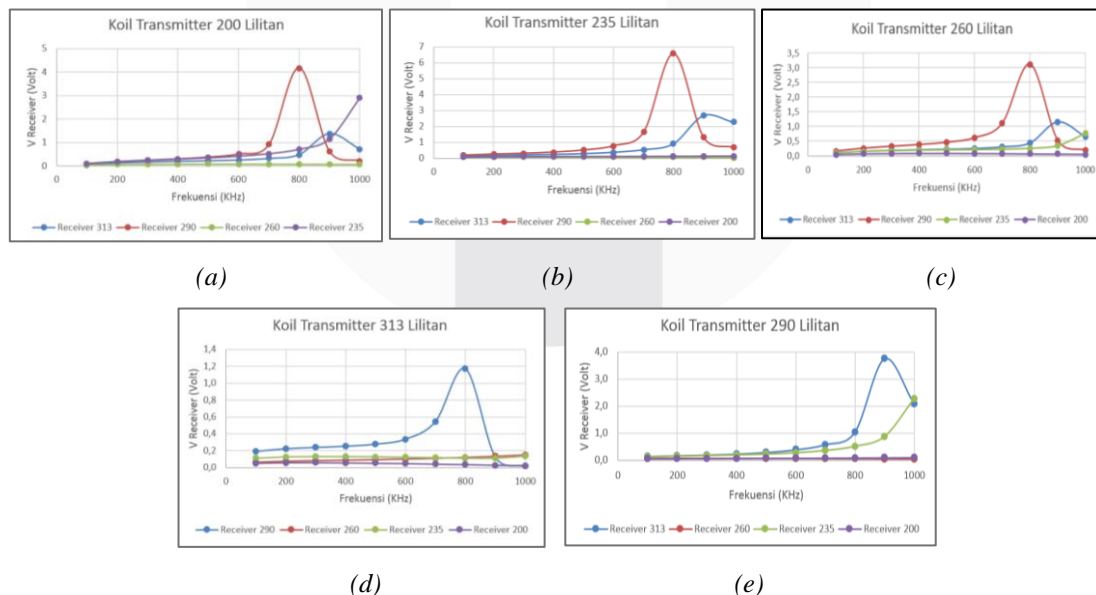 Koil Transmitter 200 Lilitan
V Receiver (Volt)
5
4
3
2
1
0
200 400 600 800 1000
Frekuensi (KHz)
Receiver 313 Receiver 290 Receiver 260 Receiver 235
(a)
Koil Transmitter 235 Lilitan
V Receiver (Volt)
7
6
5
4
3
2
1
0
200 400 600 800 1000
Frekuensi (KHz)
Receiver 313 Receiver 290 Receiver 260 Receiver 200
(b)
Koil Transmitter 260 Lilitan
V Receiver (Volt)
3,5
3,0
2,5
2,0
1,5
1,0
0,5
0,0
200 400 600 800 1000
Frekuensi (KHz)
Receiver 313 Receiver 290 Receiver 235 Receiver 200
(c)
Koil Transmitter 313 Lilitan
V Receiver (Volt)
1,4
1,2
1,0
0,8
0,6
0,4
0,2
0,0
200 400 600 800 1000
Frekuensi (KHz)
Receiver 290 Receiver 260 Receiver 235 Receiver 200
(d)
Koil Transmitter 290 Lilitan
V Receiver (Volt)
4,0
3,0
2,0
1,0
0,0
200 400 600 800 1000
Frekuensi (KHz)
Receiver 313 Receiver 260 Receiver 235 Receiver 200
(e)